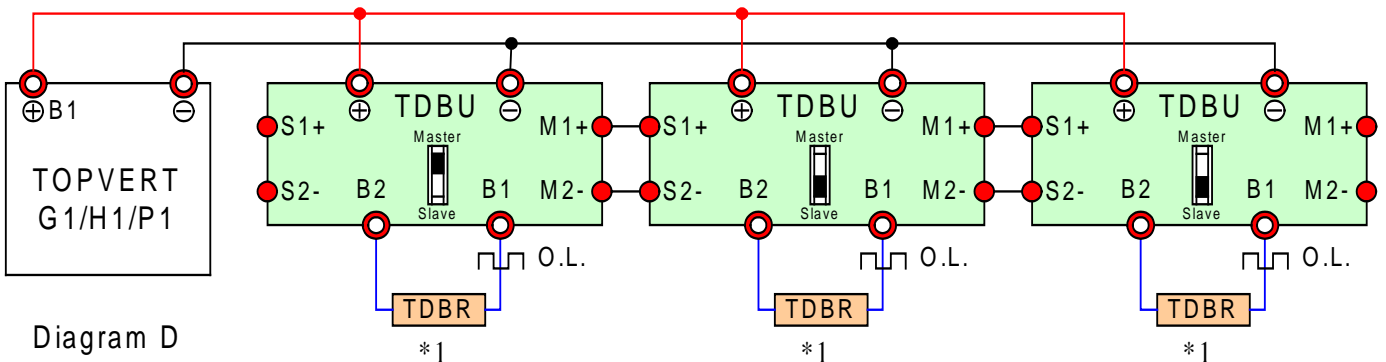 ⊕ B1 ⊖
TOPVERT
G1/H1/P1
⊕ TDBU ⊖
S1+ Master M1+
S2- B2 B1 M2-
Slave
O.L.
TDBR
*1
⊕ TDBU ⊖
S1+ Master M1+
S2- B2 B1 M2-
Slave
O.L.
TDBR
*1
⊕ TDBU ⊖
S1+ Master M1+
S2- B2 B1 M2-
Slave
O.L.
TDBR
*1
Diagram D